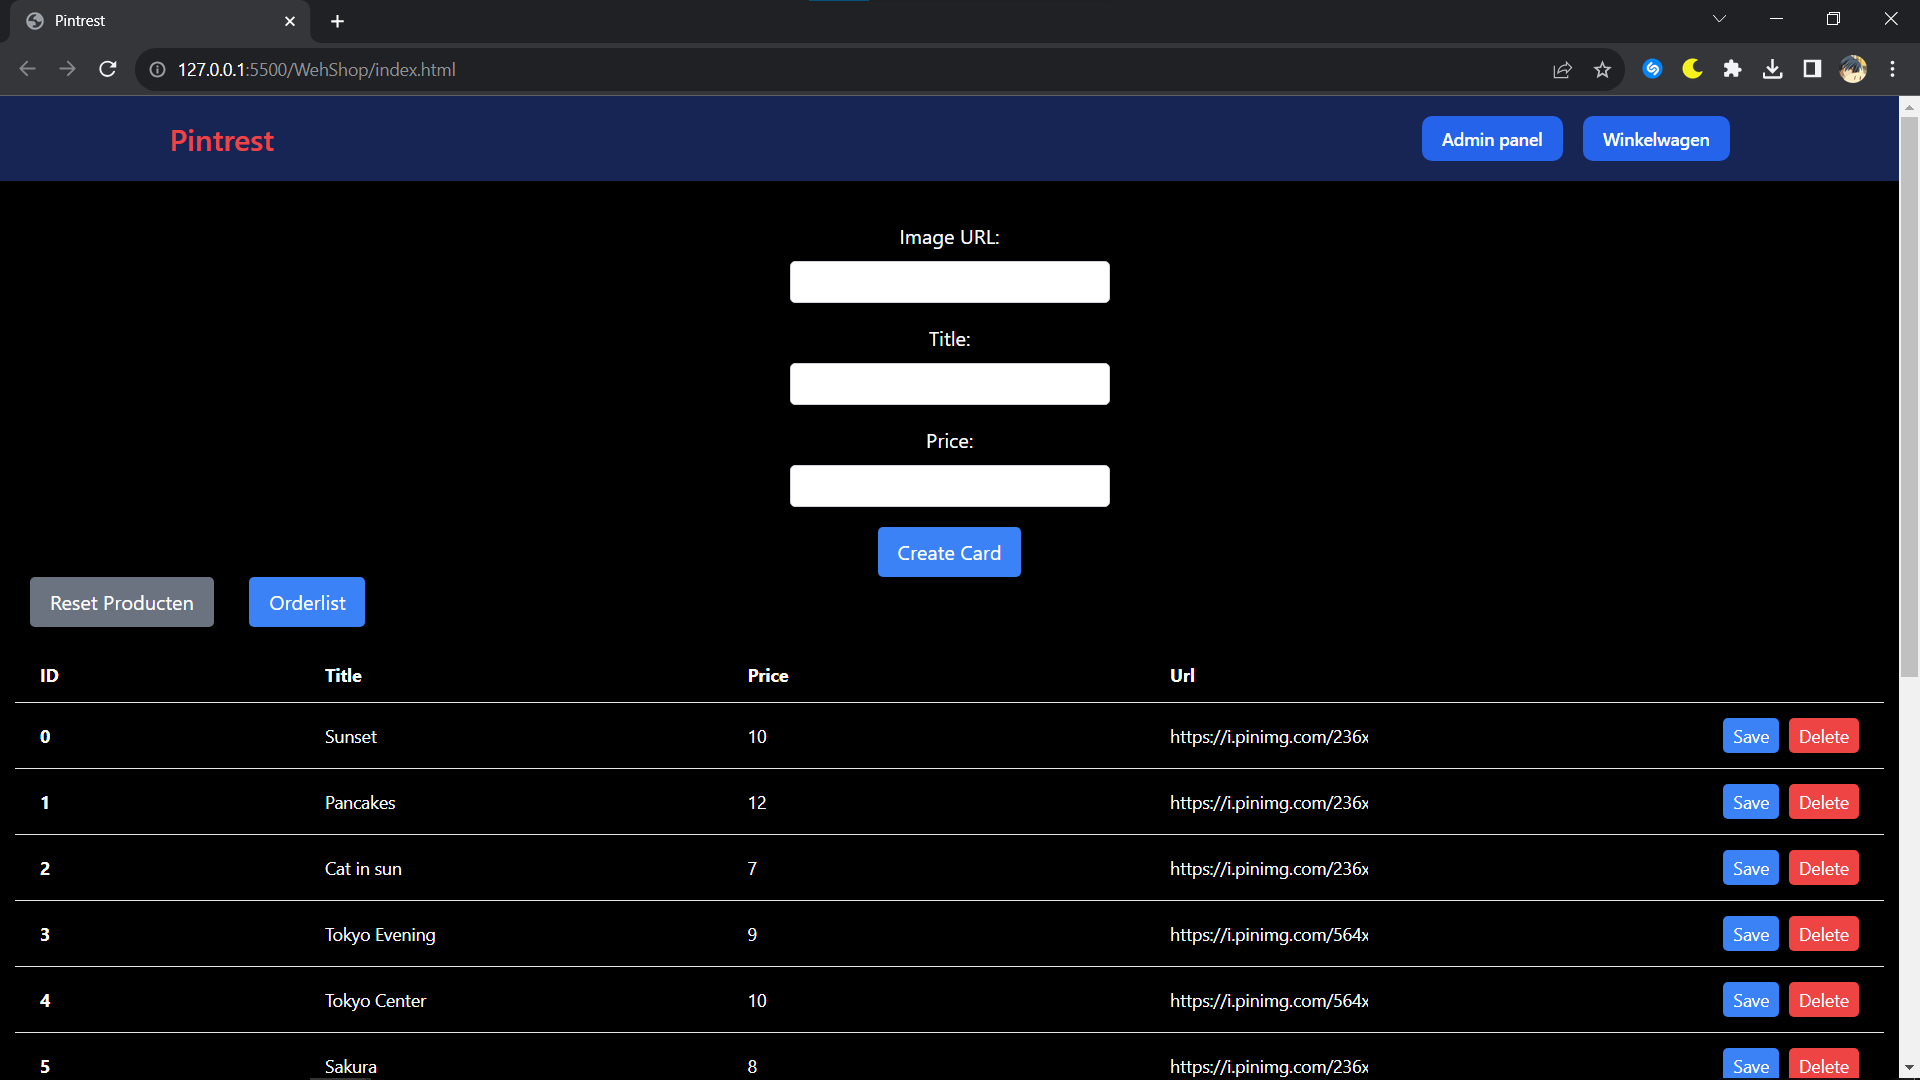 Pintrest
127.0.0.1:5500/WehShop/index.html
Pintrest
Admin panel Winkelwagen
Image URL:
Title:
Price:
Create Card
Reset Producten Orderlist
ID Title Price Url
0 Sunset 10 https://i.pinimg.com/236x Save Delete
1 Pancakes 12 https://i.pinimg.com/236x Save Delete
2 Cat in sun 7 https://i.pinimg.com/236x Save Delete
3 Tokyo Evening 9 https://i.pinimg.com/564x Save Delete
4 Tokyo Center 10 https://i.pinimg.com/564x Save Delete
5 Sakura 8 https://i.pinimg.com/236x Save Delete